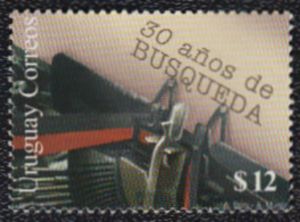 30 años de
BUSQUEDA
Uruguay Correos
$12